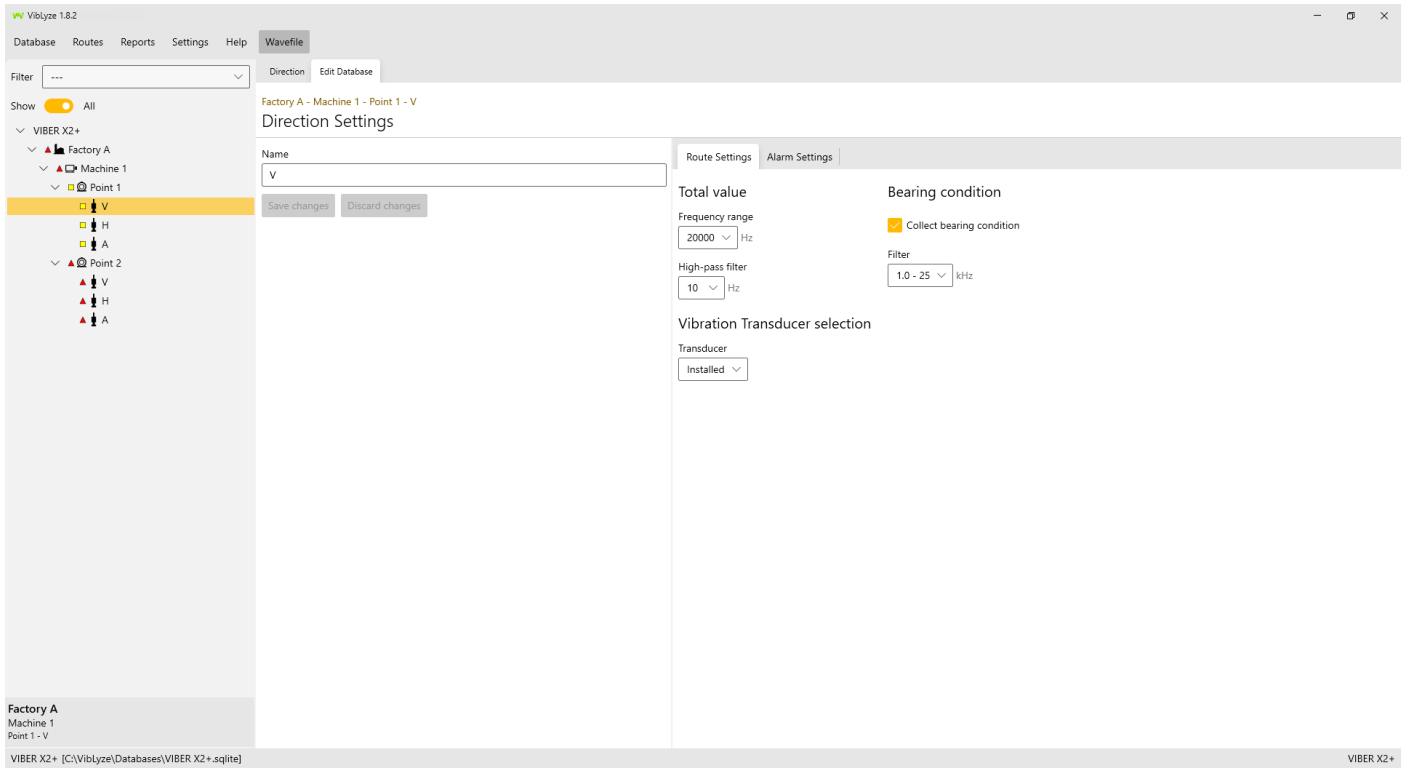 VibLyze 1.8.2
Database Routes Reports Settings Help Wavefile
Filter ---
Show All
VIBER X2+
Factory A
Machine 1
Point 1
V
H
A
Point 2
V
H
A
Factory A
Machine 1
Point 1 - V
Direction Edit Database
Factory A - Machine 1 - Point 1 - V
Direction Settings
Name
V
Save changes Discard changes
Route Settings Alarm Settings
Total value
Frequency range
20000 Hz
High-pass filter
10 Hz
Bearing condition
Collect bearing condition
Filter
1.0 - 25 kHz
Vibration Transducer selection
Transducer
Installed
VIBER X2+ [C:\VibLyze\Databases\VIBER X2+.sqlite] VIBER X2+